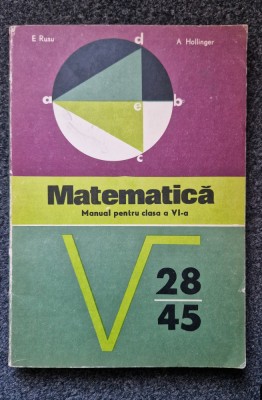 E Rusu
A Hollinger
d
a e b
c
Matematică
Manual pentru clasa a VI-a
28
45